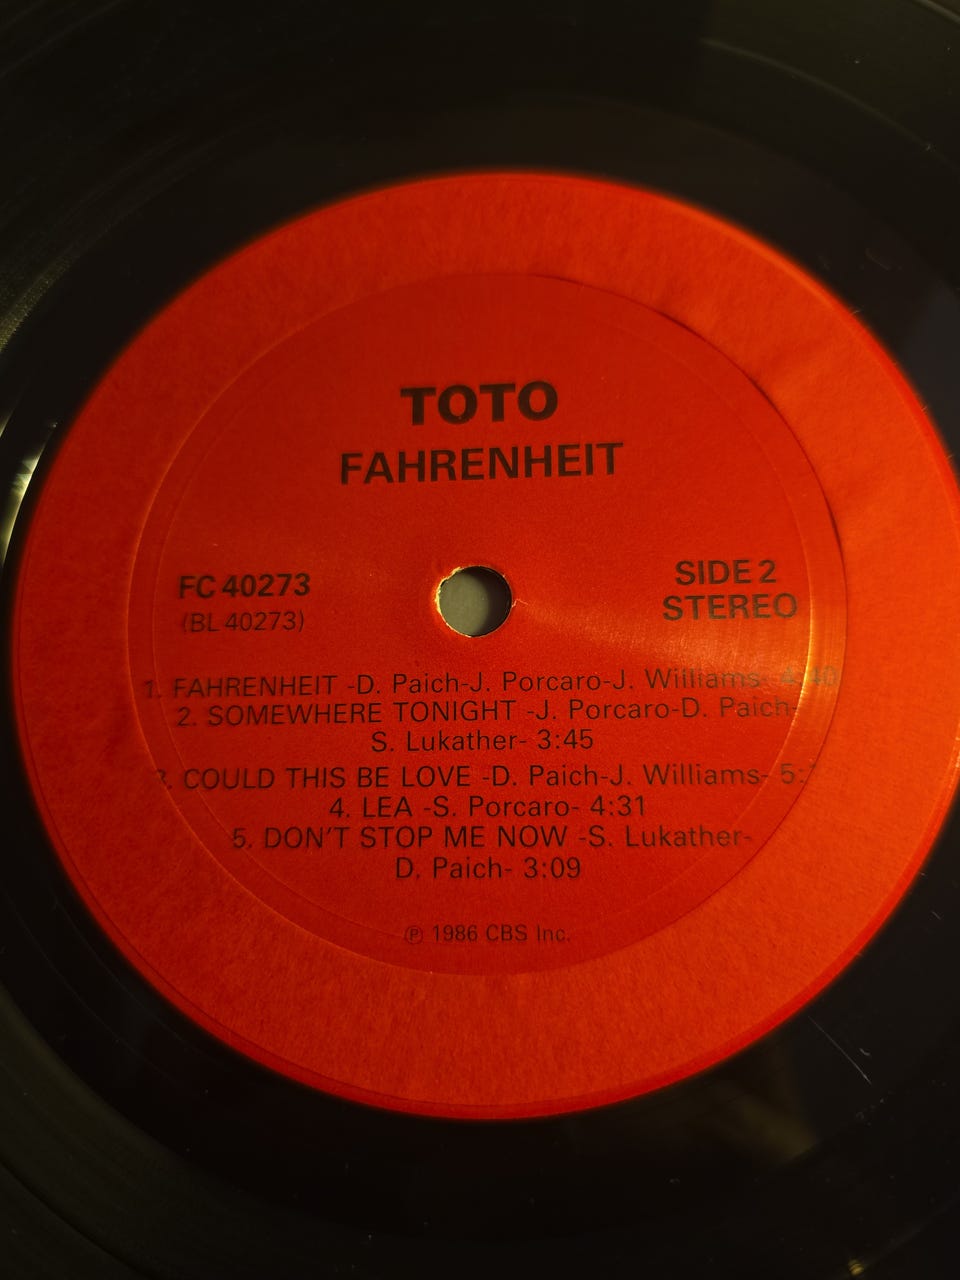 TOTO
FAHRENHEIT
FC 40273
(BL 40273)
SIDE 2
STEREO
1. FAHRENHEIT -D. Paich-J. Porcaro-J. Williams- 4:40
2. SOMEWHERE TONIGHT -J. Porcaro-D. Paich-
S. Lukather- 3:45
3. COULD THIS BE LOVE -D. Paich-J. Williams-
4. LEA -S. Porcaro- 4:31
5. DON'T STOP ME NOW -S. Lukather-
D. Paich- 3:09
℗ 1986 CBS Inc.